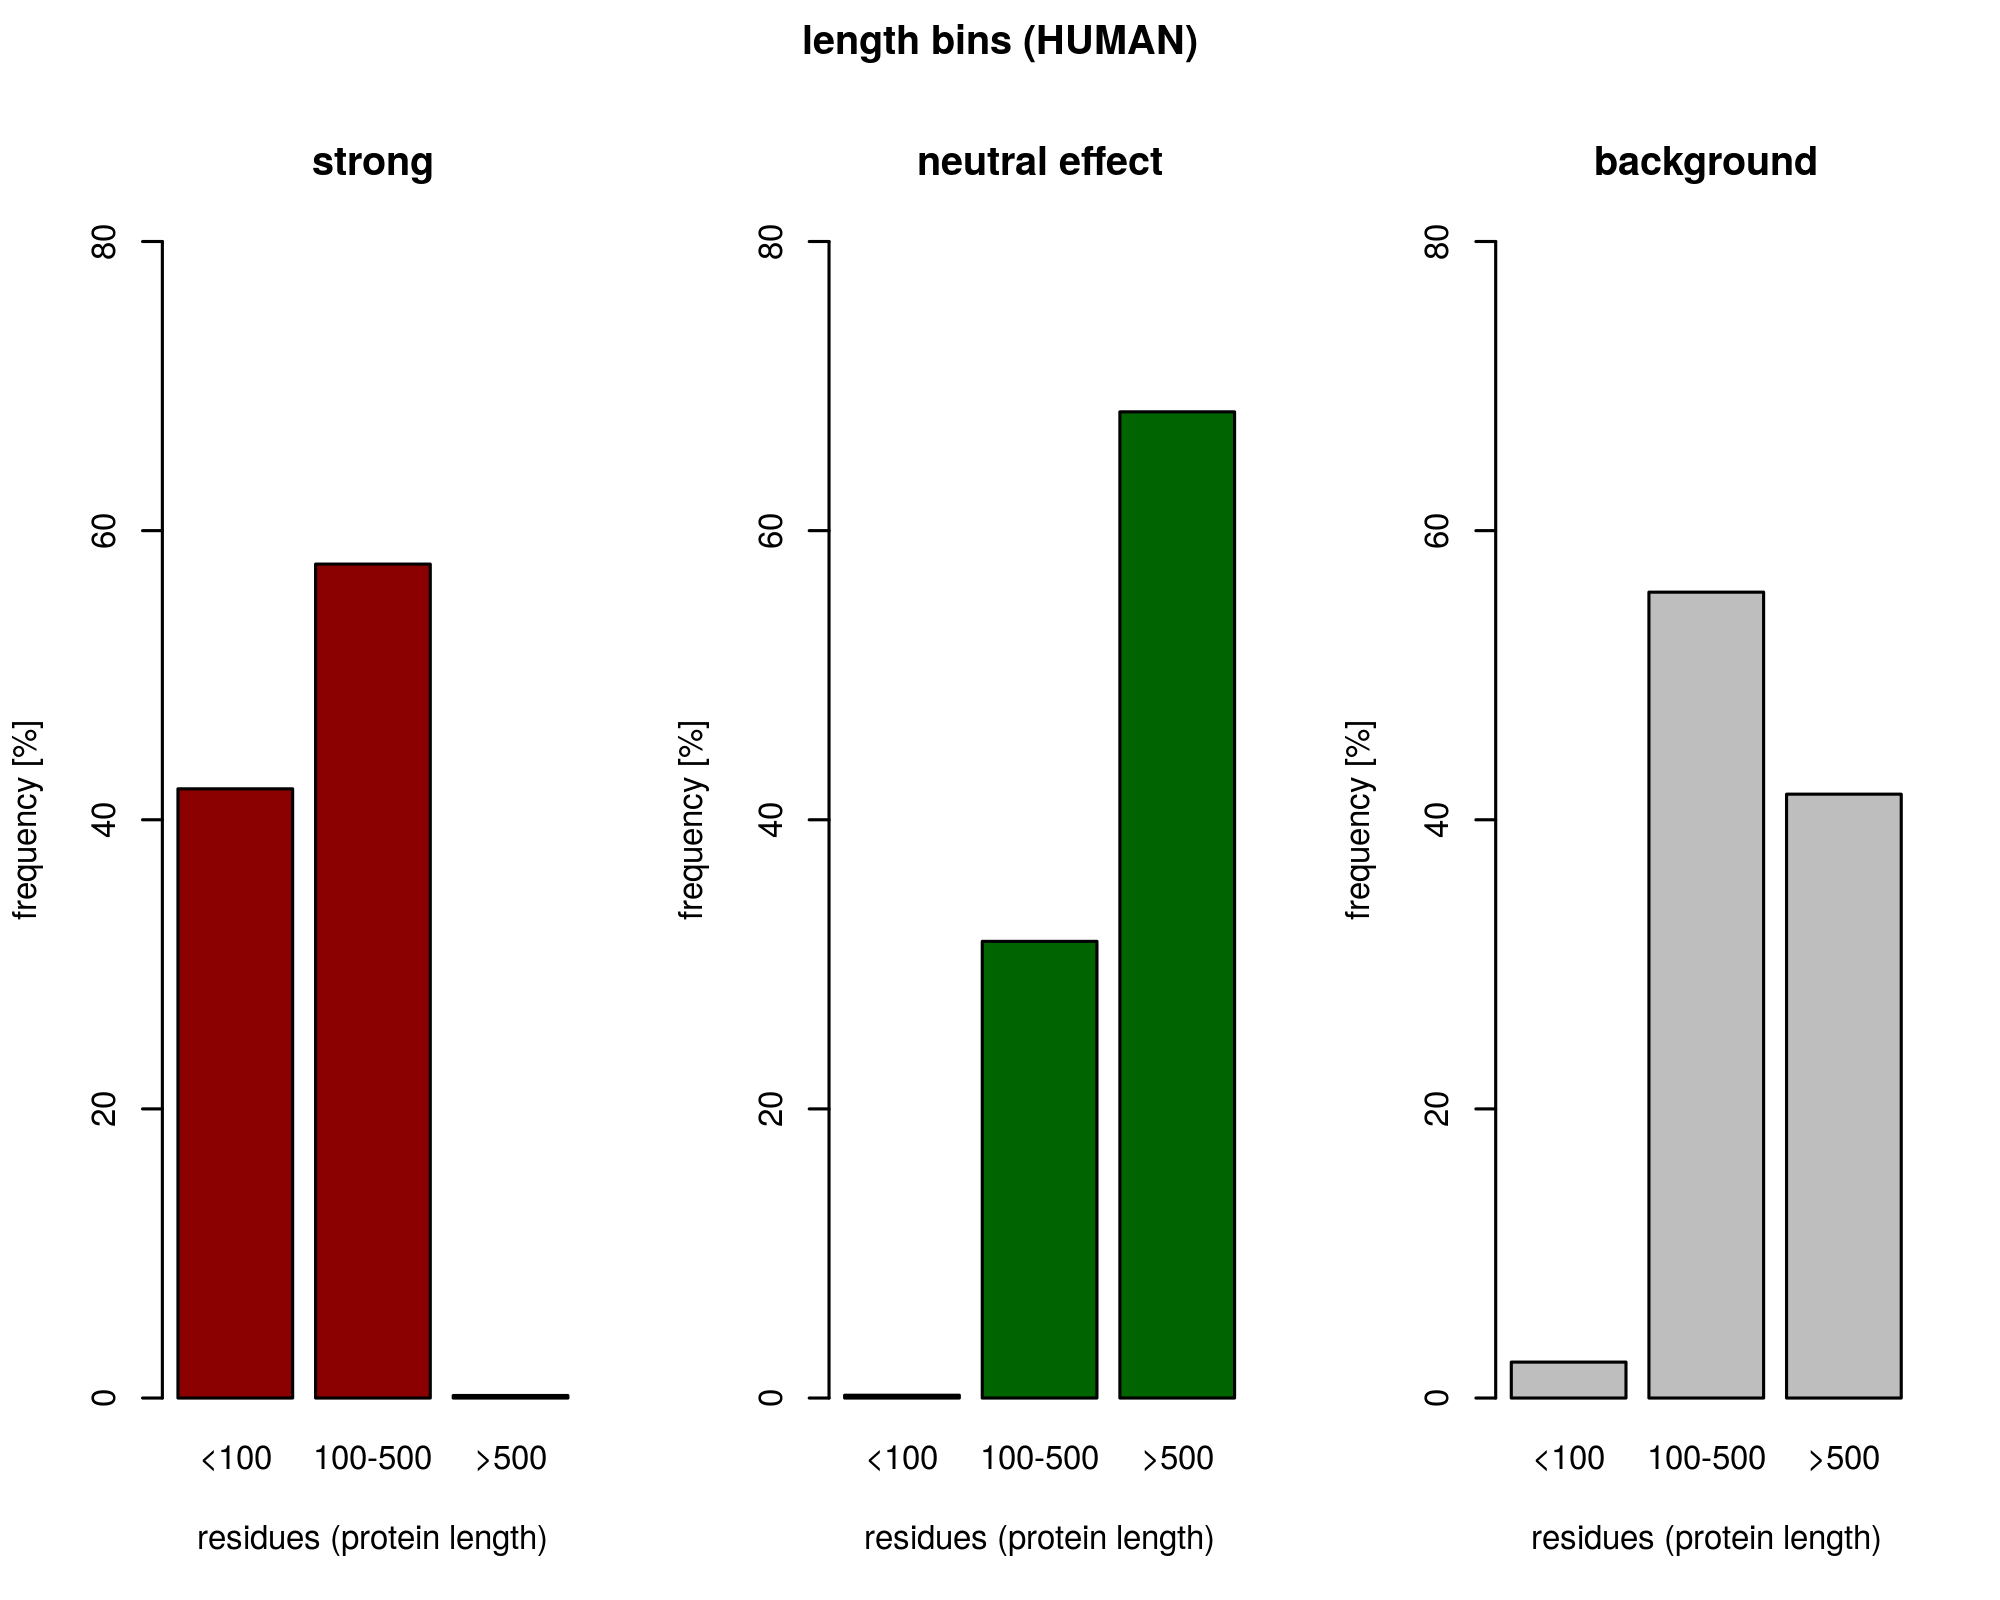 length bins (HUMAN)
strong
frequency [%]
80
60
40
20
0
<100 100-500 >500
residues (protein length)
neutral effect
frequency [%]
80
60
40
20
0
<100 100-500 >500
residues (protein length)
background
frequency [%]
80
60
40
20
0
<100 100-500 >500
residues (protein length)